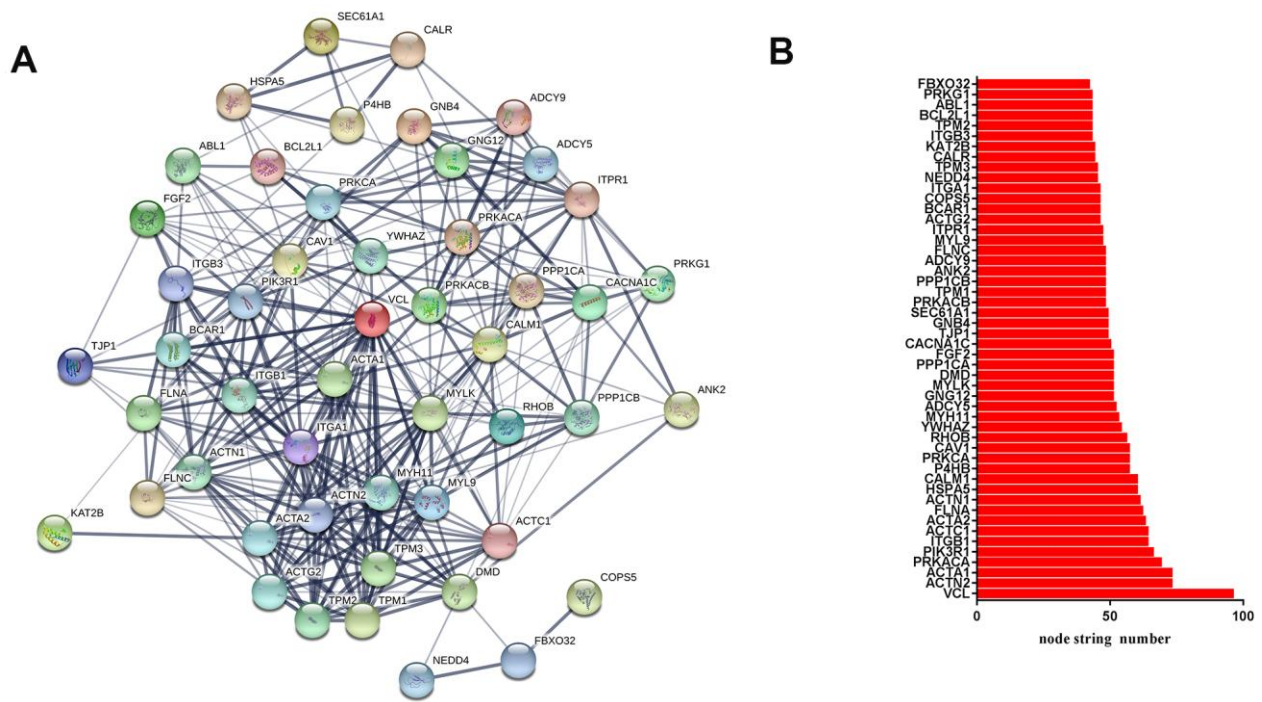 A
SEC61A1
CALR
HSPA5
P4HB
GNB4
ADCY9
ABL1
BCL2L1
GNG12
ADCY5
FGF2
PRKCA
ITPR1
PRKACA
CAV1
YWHAZ
ITGB3
PIK3R1
PRKACB
PPP1CA
CACNA1C
PRKG1
VCL
BCAR1
CALM1
TJP1
ACTA1
ITGB1
FLNA
MYLK
RHOB
PPP1CB
ANK2
ITGA1
ACTN1
FLNC
MYH11
MYL9
ACTN2
KAT2B
ACTA2
ACTC1
TPM3
ACTG2
DMD
COPS5
TPM2
TPM1
FBXO32
NEDD4
B
FBXO32
PRKG1
ABL1
BCL2L1
TPM2
ITGB3
KAT2B
CALR
TPM3
NEDD4
ITGA1
COPS5
BCAR1
ACTG2
ITPR1
MYL9
FLNC
ADCY9
ANK2
PPP1CB
TPM1
PRKACB
SEC61A1
GNB4
TJP1
CACNA1C
FGF2
PPP1CA
DMD
MYLK
GNG12
ADCY5
MYH11
YWHAZ
RHOB
CAV1
PRKCA
P4HB
CALM1
HSPA5
ACTN1
FLNA
ACTA2
ACTC1
ITGB1
PIK3R1
PRKACA
ACTA1
ACTN2
VCL
0 50 100
node string number